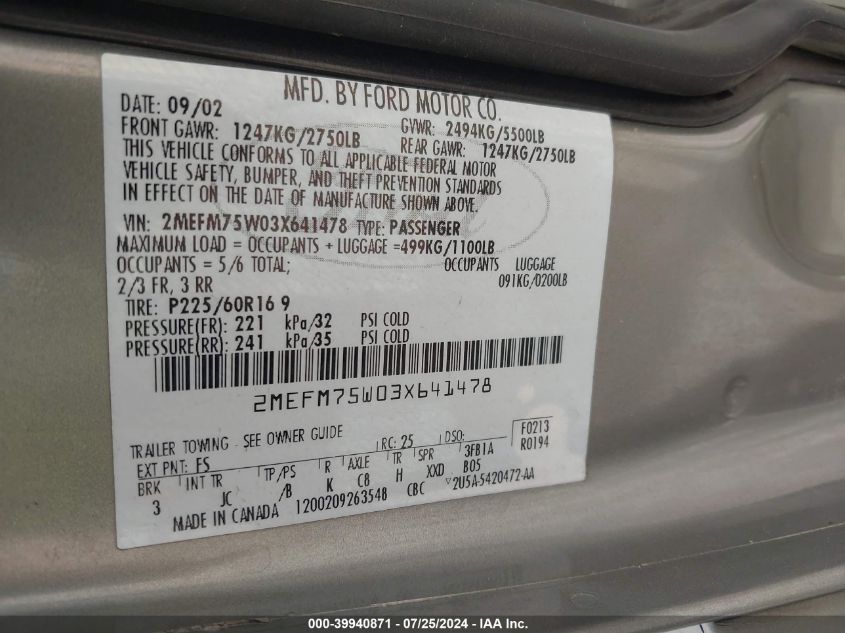 MFD. BY FORD MOTOR CO.
DATE: 09/02 GVWR: 2494KG/5500LB
FRONT GAWR: 1247KG/2750LB REAR GAWR: 1247KG/2750LB
THIS VEHICLE CONFORMS TO ALL APPLICABLE FEDERAL MOTOR
VEHICLE SAFETY, BUMPER, AND THEFT PREVENTION STANDARDS
IN EFFECT ON THE DATE OF MANUFACTURE SHOWN ABOVE.
VIN: 2MEFM75W03X641478 TYPE: PASSENGER
MAXIMUM LOAD = OCCUPANTS + LUGGAGE =499KG/1100LB
OCCUPANTS = 5/6 TOTAL; OCCUPANTS LUGGAGE
2/3 FR, 3 RR 091KG/0200LB
TIRE: P225/60R16 9
PRESSURE(FR): 221 kPa/32 PSI COLD
PRESSURE(RR): 241 kPa/35 PSI COLD
2MEFM75W03X641478
TRAILER TOWING - SEE OWNER GUIDE F0213
EXT PNT: FS RC: 25 DSO: R0194
BRK INT TR TP/PS R AXLE TR SPR 3FB1A
3 JC /B K C8 H XXD B05
MADE IN CANADA 1200209263548 CBC 2U5A-5420472-AA
000-39940871 - 07/25/2024 - IAA Inc.